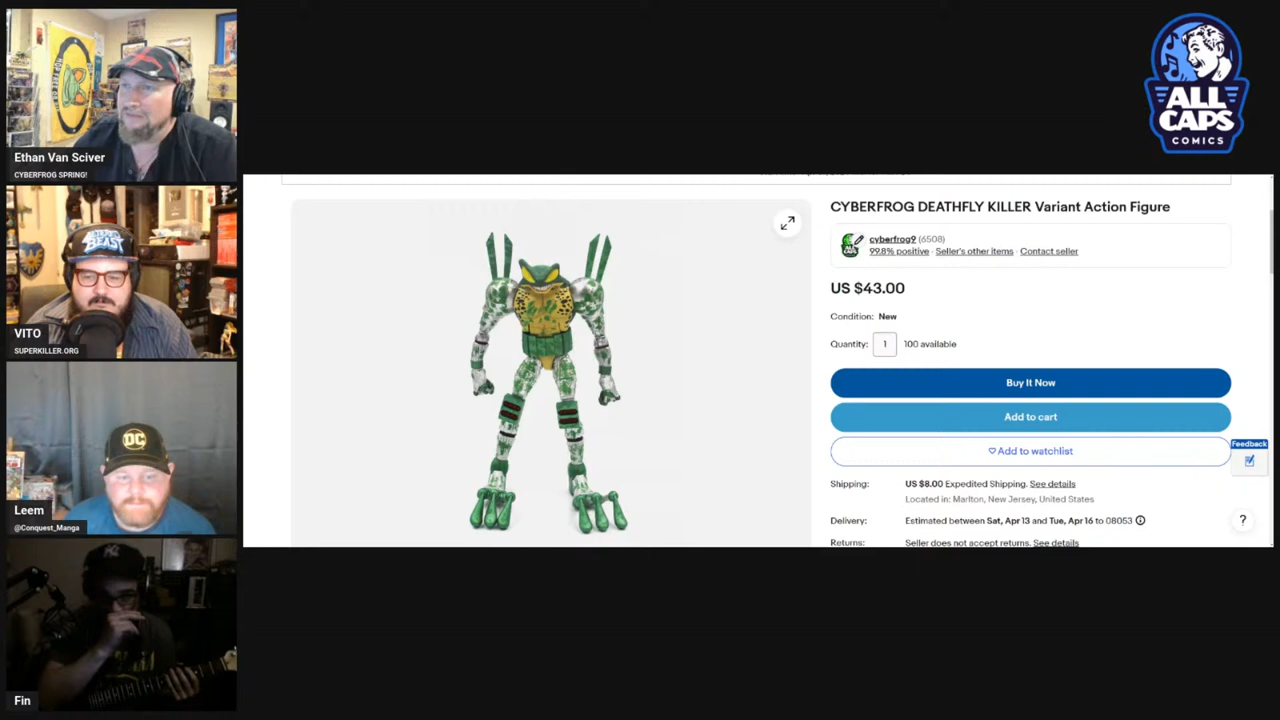 Ethan Van Sciver
CYBERFROG SPRING!
BEAST
VITO
SUPERKILLER.ORG
DC
Leem
@Conquest_Manga
Fin
ALL
CAPS
COMICS
CYBERFROG DEATHFLY KILLER Variant Action Figure
ALL
CAPS
cyberfrog9 (6508)
99.8% positive · Seller's other items · Contact seller
US $43.00
Condition: New
Quantity: 1 100 available
Buy It Now
Add to cart
Add to watchlist
Feedback
Shipping: US $8.00 Expedited Shipping. See details
Located in: Marlton, New Jersey, United States
Delivery: Estimated between Sat, Apr 13 and Tue, Apr 16 to 08053
?
Returns: Seller does not accept returns. See details